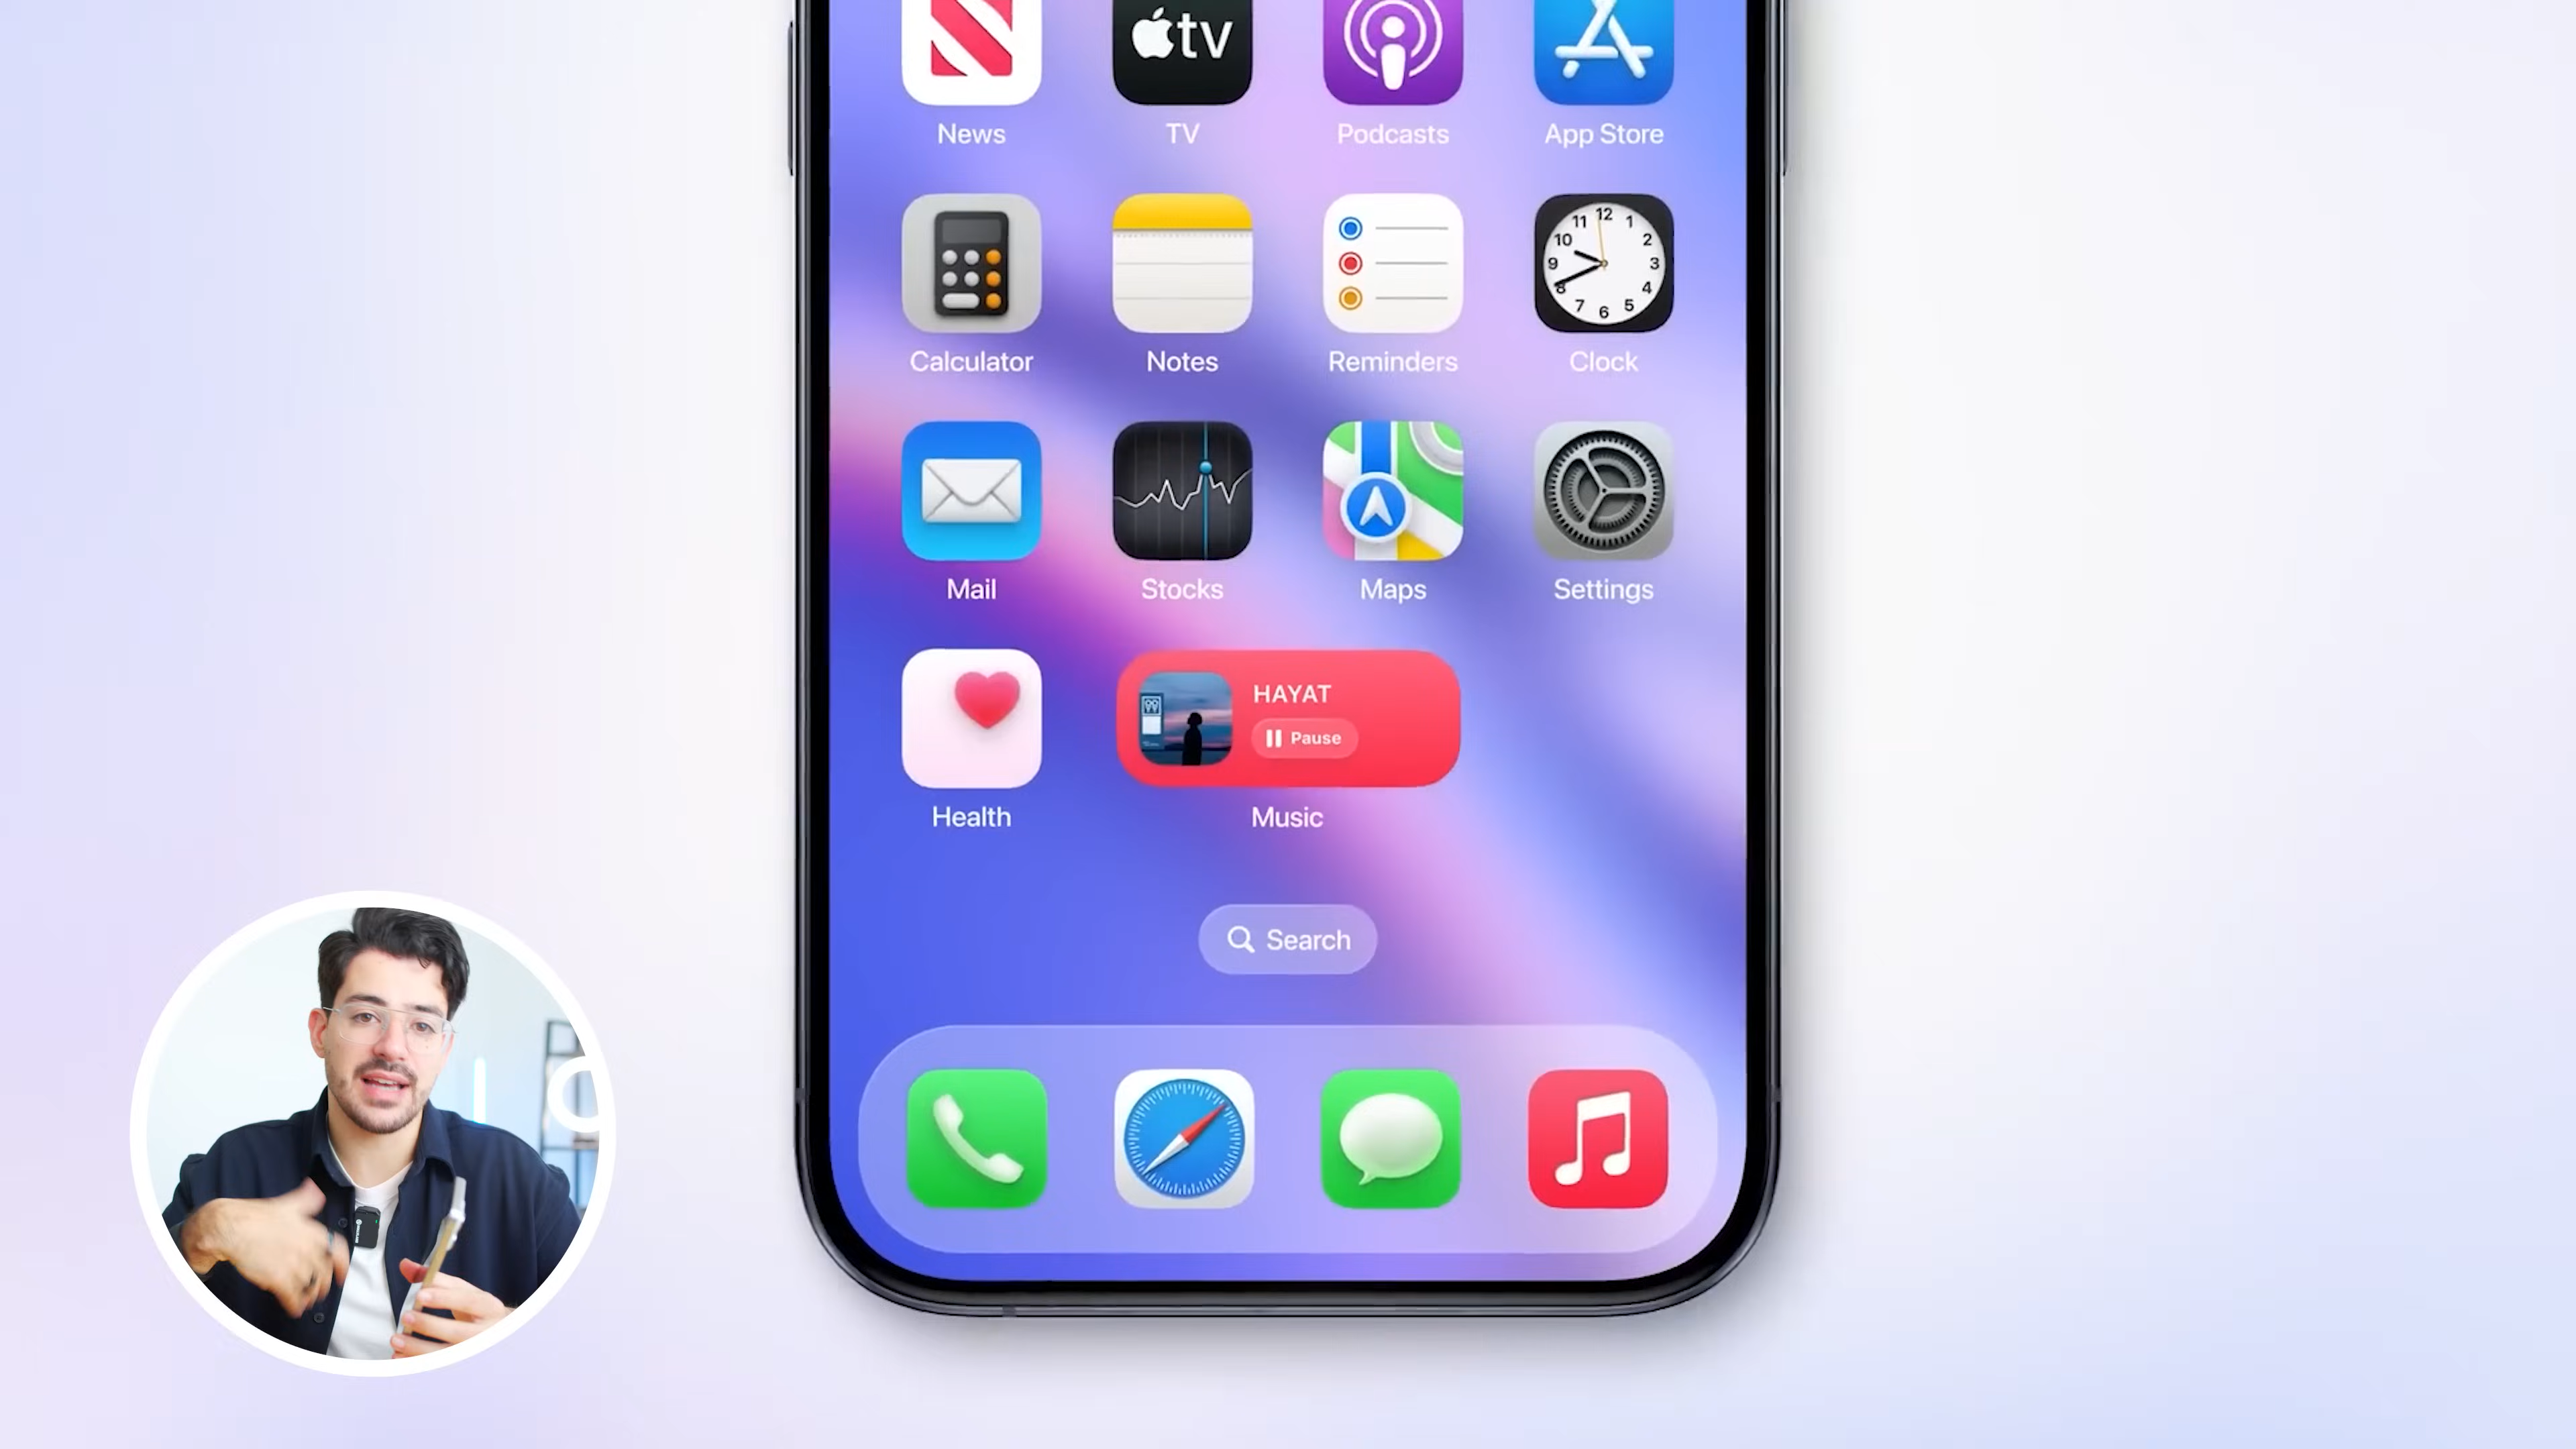 tv
News
TV
Podcasts
App Store
12
11
1
10
2
9
3
8
4
7
5
6
Calculator
Notes
Reminders
Clock
Mail
Stocks
Maps
Settings
HAYAT
Pause
Health
Music
Search